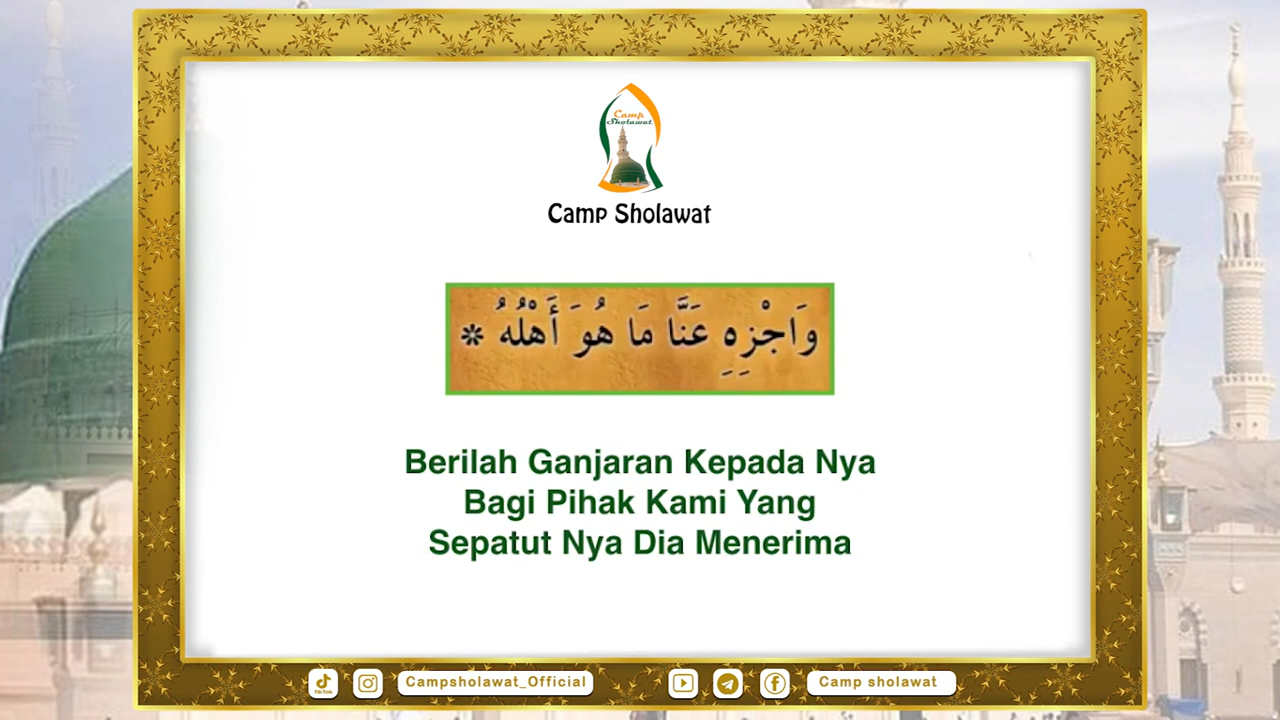 Camp
Sholawat
Camp Sholawat
وَاجْزِهِ عَنَّا مَا هُوَ أَهْلُهُ *
Berilah Ganjaran Kepada Nya
Bagi Pihak Kami Yang
Sepatut Nya Dia Menerima
TikTok
Campsholawat_Official
Camp sholawat